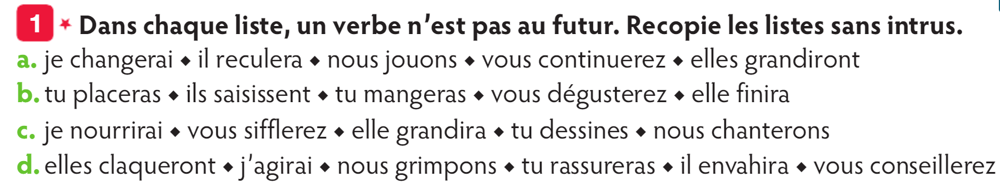 1 * Dans chaque liste, un verbe n'est pas au futur. Recopie les listes sans intrus.
a. je changerai ◆ il reculera ◆ nous jouons ◆ vous continuerez ◆ elles grandiront
b. tu placeras ◆ ils saisissent ◆ tu mangeras ◆ vous dégusterez ◆ elle finira
c. je nourrirai ◆ vous sifflerez ◆ elle grandira ◆ tu dessines ◆ nous chanterons
d. elles claqueront ◆ j'agirai ◆ nous grimpons ◆ tu rassureras ◆ il envahira ◆ vous conseillerez